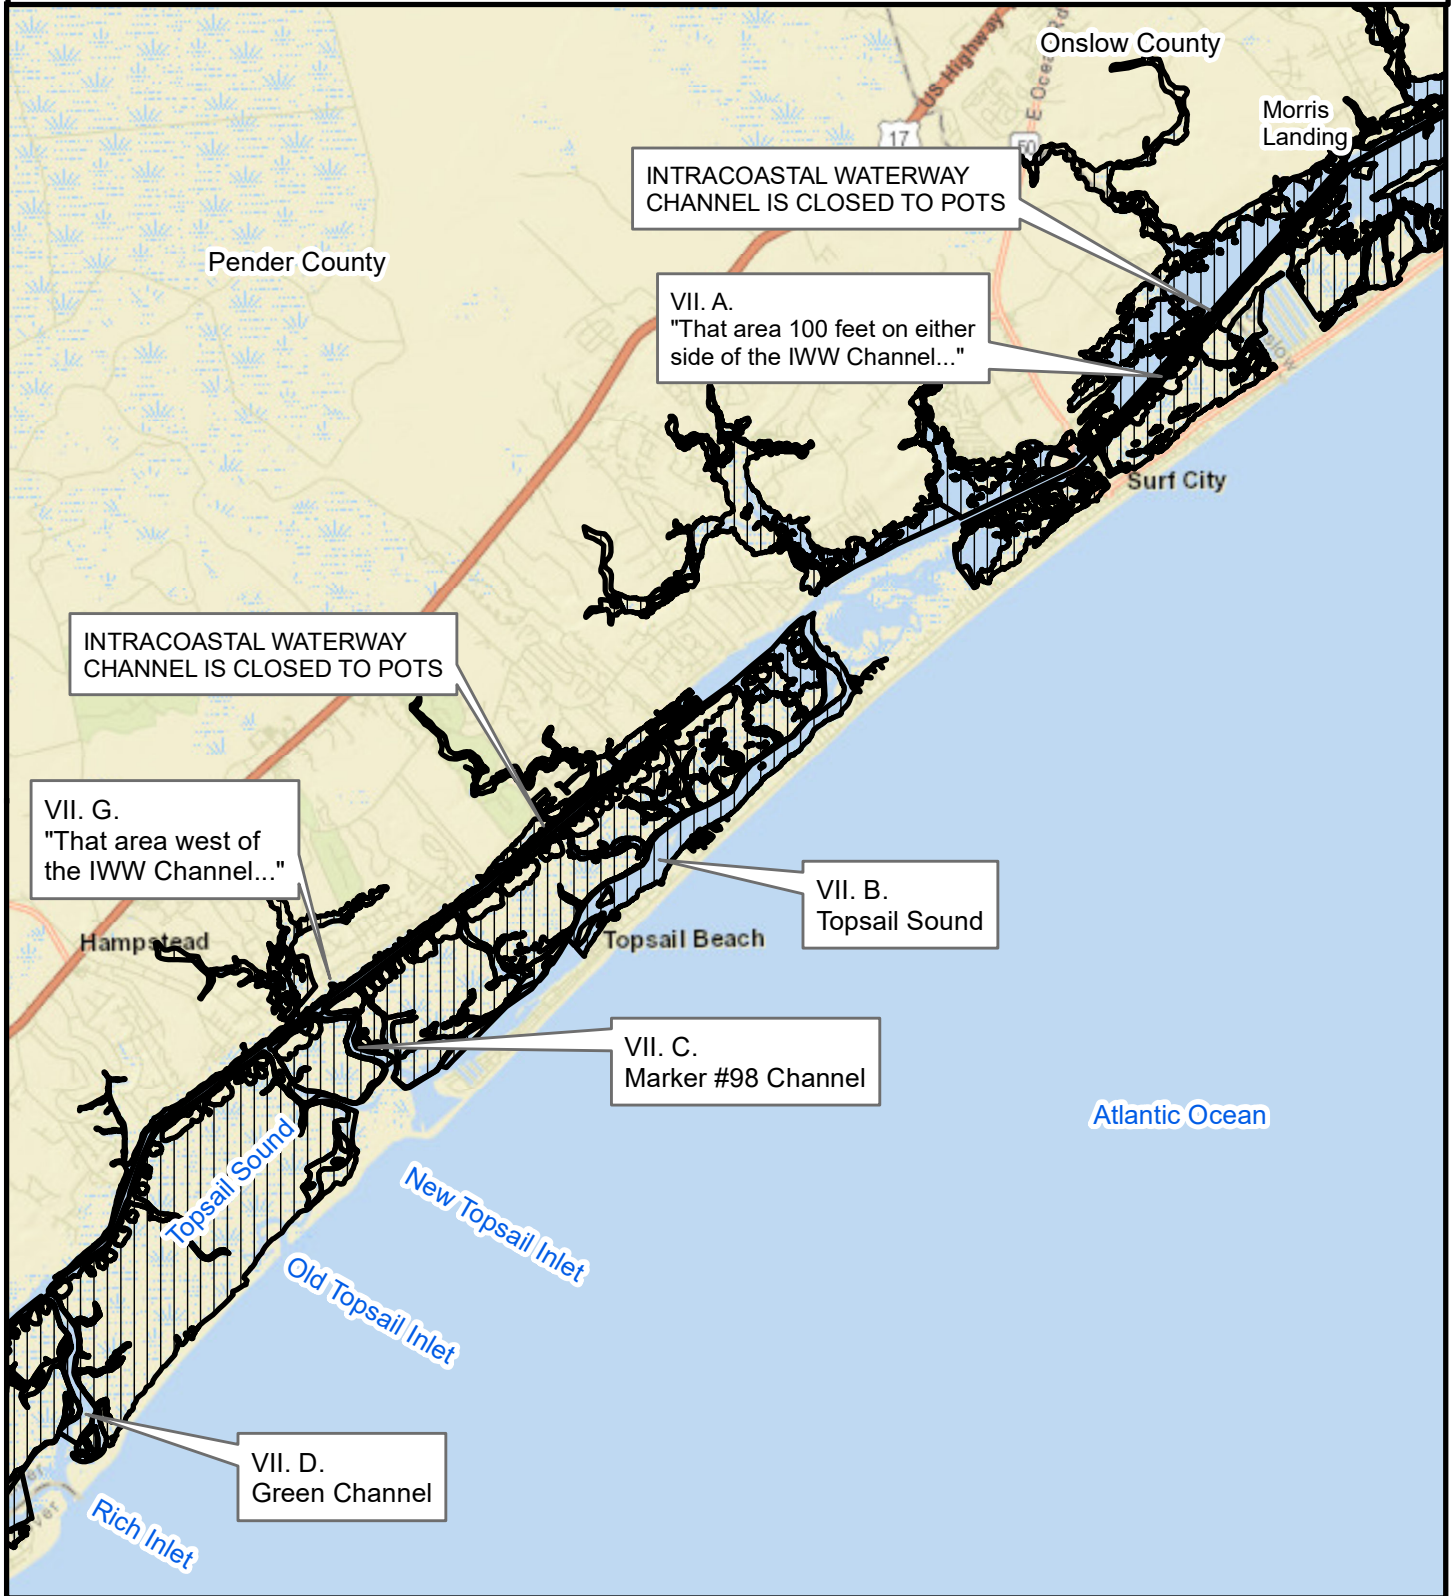 Onslow County
US Highway
E Ocean Rd
Morris
Landing
17
50
INTRACOASTAL WATERWAY
CHANNEL IS CLOSED TO POTS
Pender County
VII. A.
"That area 100 feet on either
side of the IWW Channel..."
Surf City
INTRACOASTAL WATERWAY
CHANNEL IS CLOSED TO POTS
VII. G.
"That area west of
the IWW Channel..."
VII. B.
Topsail Sound
Hampstead
Topsail Beach
VII. C.
Marker #98 Channel
Atlantic Ocean
Topsail Sound
New Topsail Inlet
Old Topsail Inlet
VII. D.
Green Channel
Rich Inlet